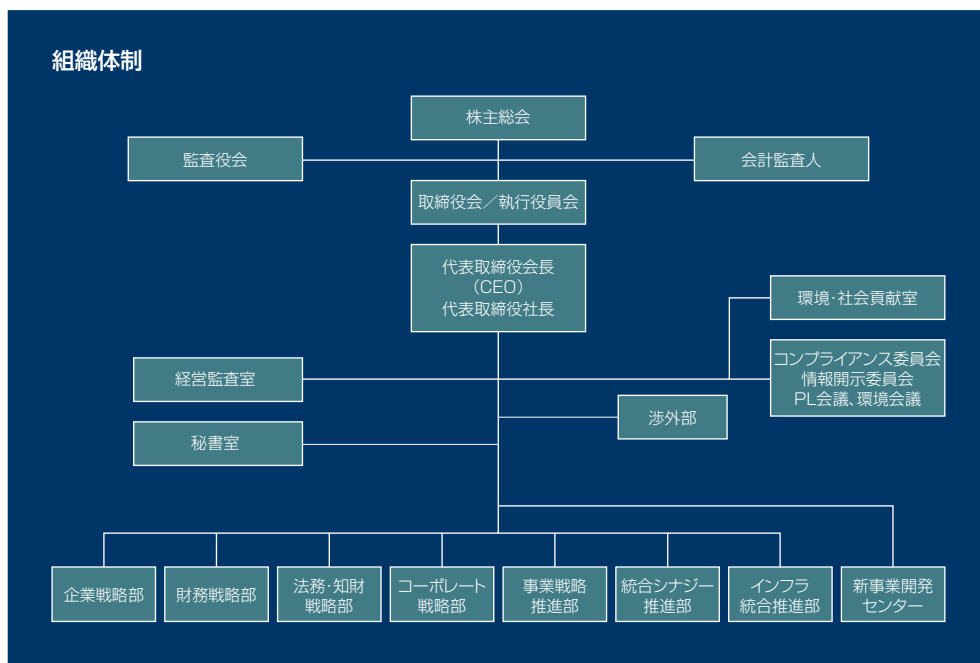 組織体制
株主総会
監査役会
会計監査人
取締役会／執行役員会
代表取締役会長
（CEO）
代表取締役社長
環境・社会貢献室
コンプライアンス委員会
情報開示委員会
PL会議、環境会議
経営監査室
渉外部
秘書室
企業戦略部
財務戦略部
法務・知財
戦略部
コーポレート
戦略部
事業戦略
推進部
統合シナジー
推進部
インフラ
統合推進部
新事業開発
センター